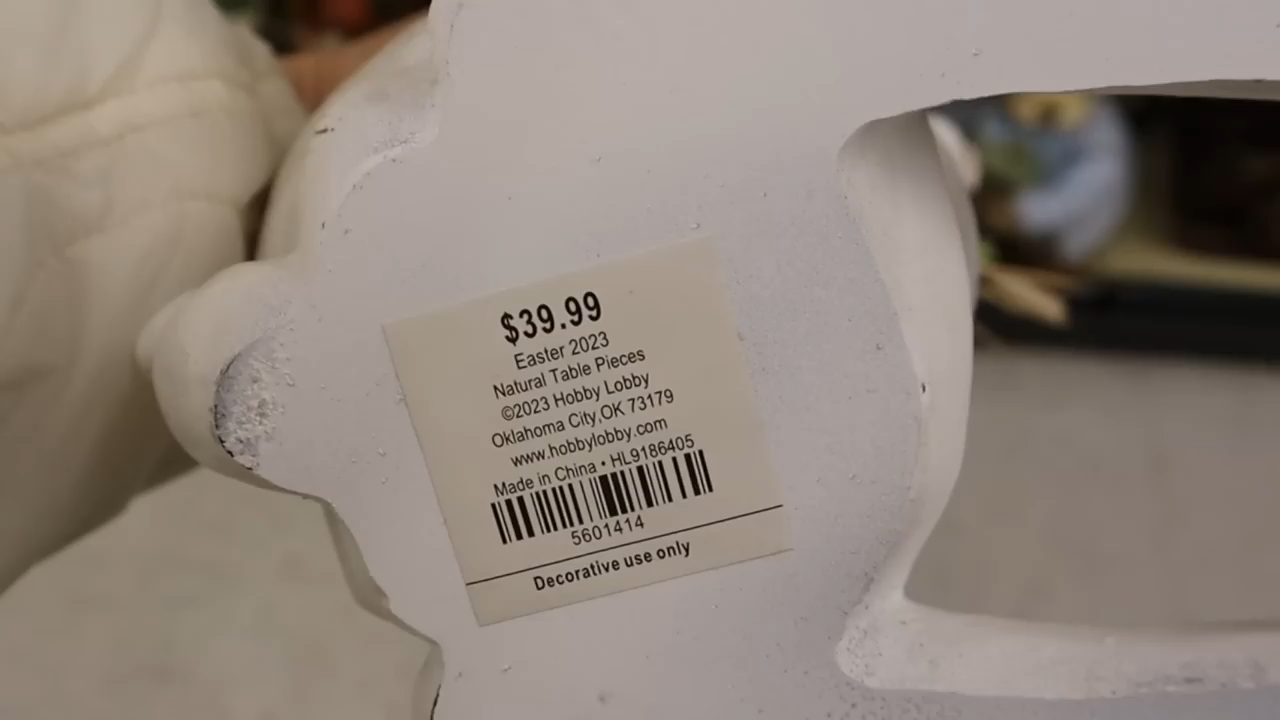 $39.99
Easter 2023
Natural Table Pieces
©2023 Hobby Lobby
Oklahoma City,OK 73179
www.hobbylobby.com
Made in China • HL9186405
5601414
Decorative use only